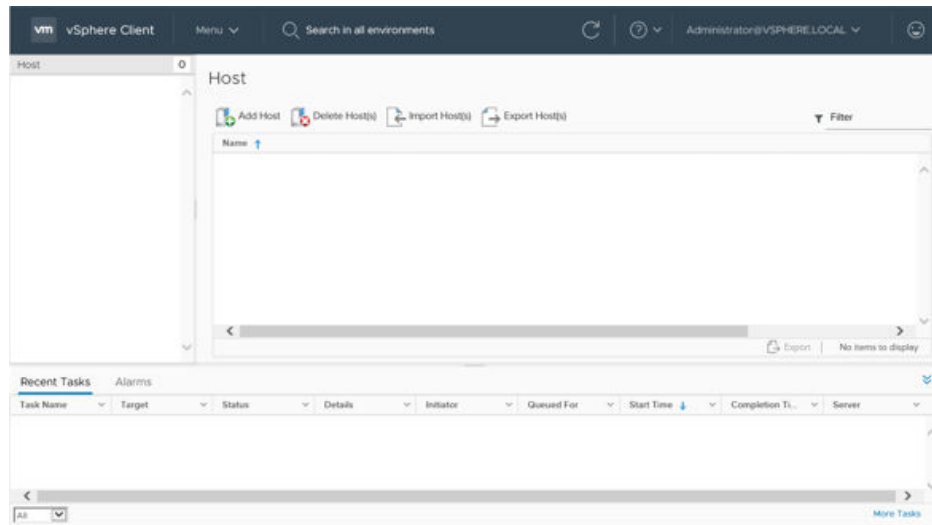 vm vSphere Client Menu Search in all environments Administrator@VSPHERE.LOCAL
Host 0
Host
Add Host Delete Host(s) Import Host(s) Export Host(s) Filter
Name
Export No items to display
Recent Tasks Alarms
Task Name Target Status Details Initiator Queued For Start Time Completion Ti... Server
All More Tasks